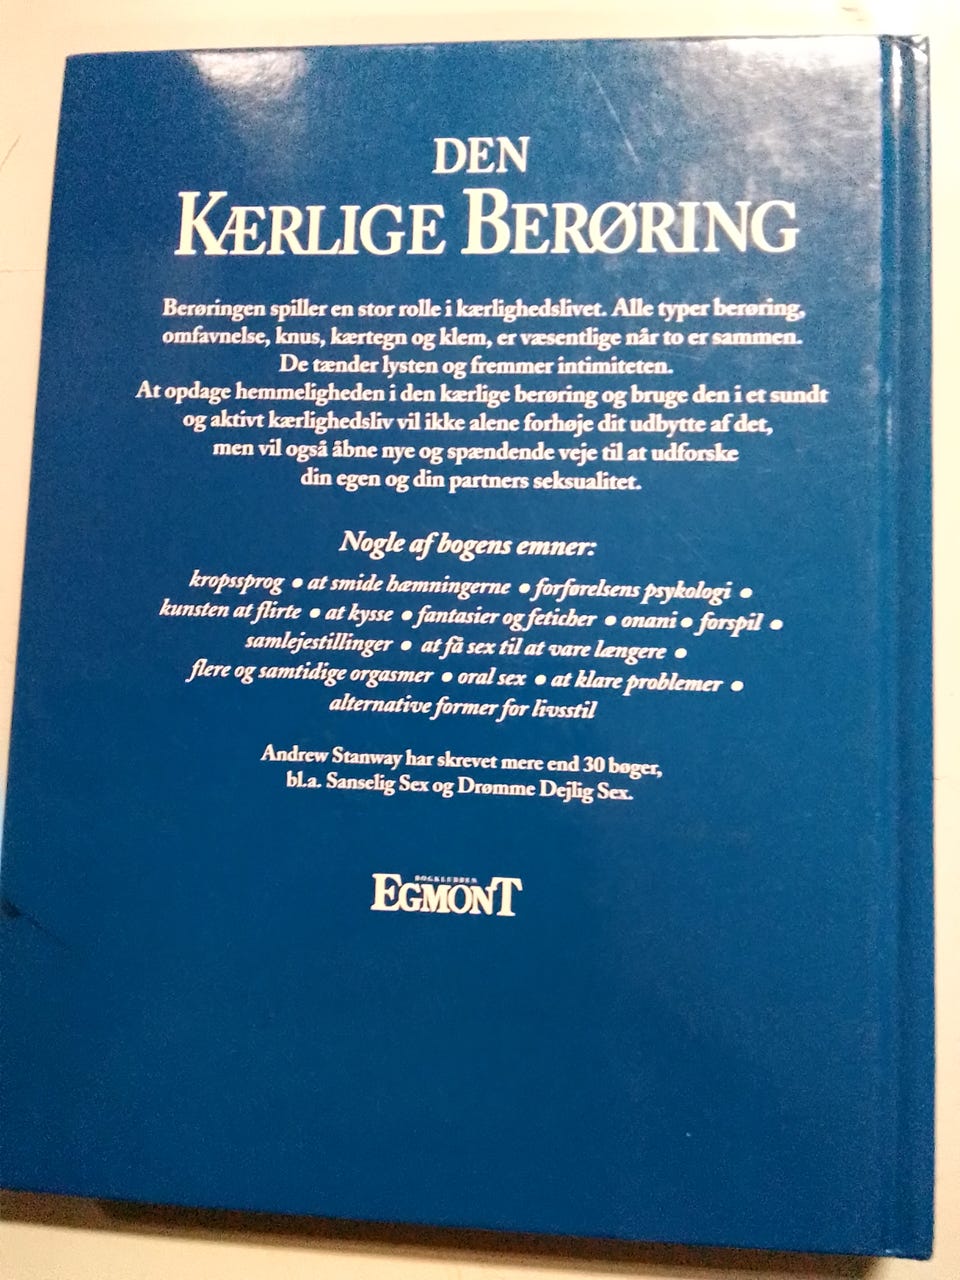 DEN
KÆRLIGE BERØRING
Berøringen spiller en stor rolle i kærlighedslivet. Alle typer berøring,
omfavnelse, knus, kærtegn og klem, er væsentlige når to er sammen.
De tænder lysten og fremmer intimiteten.
At opdage hemmeligheden i den kærlige berøring og bruge den i et sundt
og aktivt kærlighedsliv vil ikke alene forhøje dit udbytte af det,
men vil også åbne nye og spændende veje til at udforske
din egen og din partners seksualitet.
Nogle af bogens emner:
kropssprog • at smide hæmningerne • forførelsens psykologi •
kunsten at flirte • at kysse • fantasier og feticher • onani • forspil •
samlejestillinger • at få sex til at vare længere •
flere og samtidige orgasmer • oral sex • at klare problemer •
alternative former for livsstil
Andrew Stanway har skrevet mere end 30 bøger,
bl.a. Sanselig Sex og Drømme Dejlig Sex.
BOGKLUBBEN
EGMONT